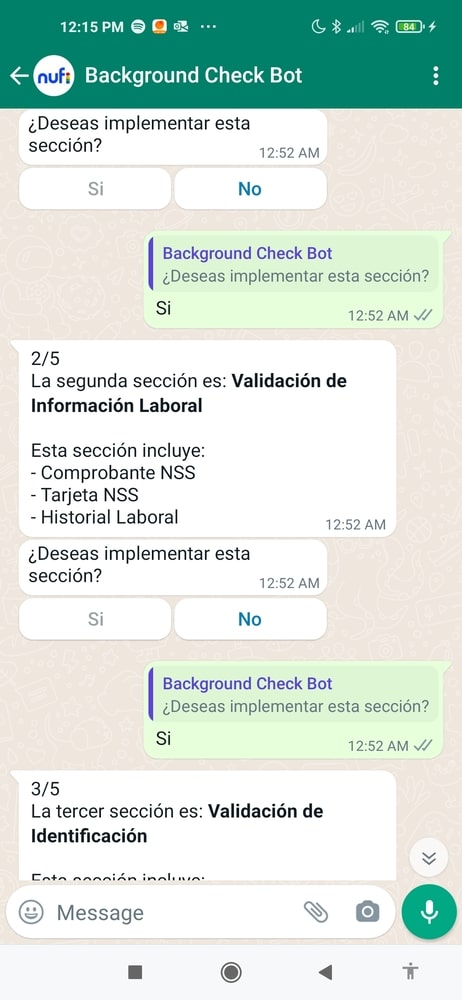 12:15 PM
84
nufi
Background Check Bot
¿Deseas implementar esta
sección?
12:52 AM
Si
No
Background Check Bot
¿Deseas implementar esta sección?
Si
12:52 AM
2/5
La segunda sección es: Validación de
Información Laboral
Esta sección incluye:
- Comprobante NSS
- Tarjeta NSS
- Historial Laboral
12:52 AM
¿Deseas implementar esta
sección?
12:52 AM
Si
No
Background Check Bot
¿Deseas implementar esta sección?
Si
12:52 AM
3/5
La tercer sección es: Validación de
Identificación
Esta sección incluye:
Message